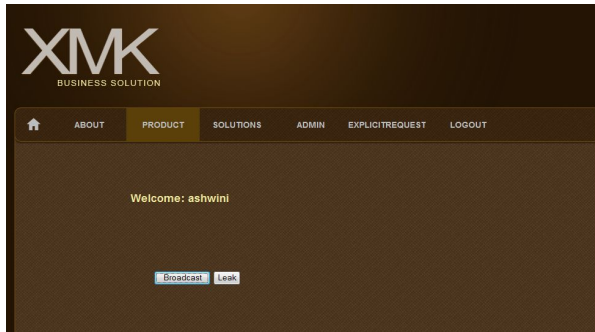 XMK
BUSINESS SOLUTION
ABOUT PRODUCT SOLUTIONS ADMIN EXPLICITREQUEST LOGOUT
Welcome: ashwini
Broadcast Leak